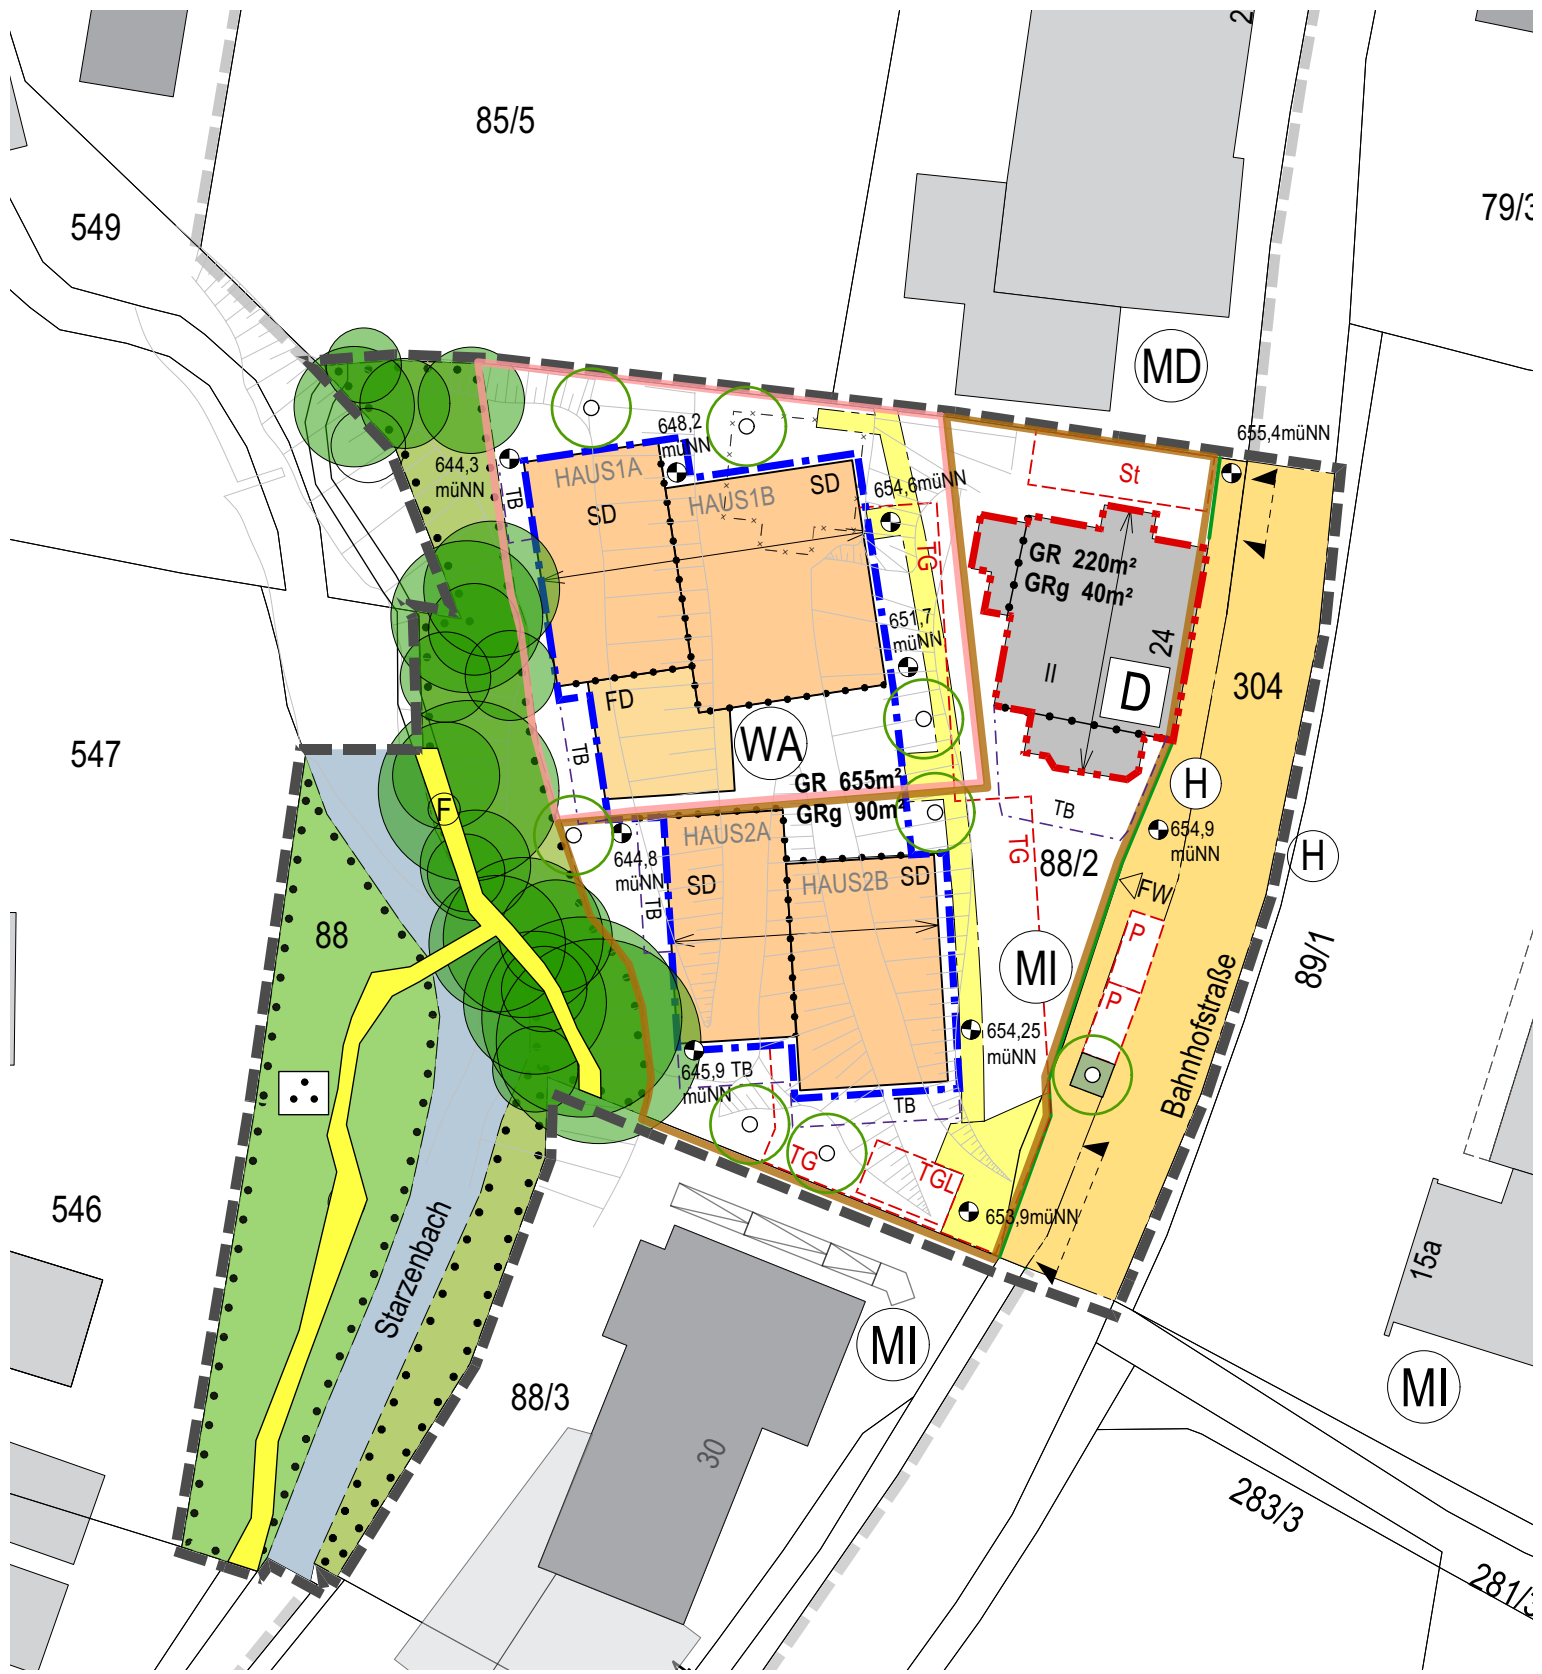 85/5
549
79/3
MD
655,4müNN
648,2
müNN
644,3
müNN
HAUS1A
SD
TB
HAUS1B
SD
654,6müNN
St
TG
GR 220m²
GRg 40m²
24
II
D
651,7
müNN
304
FD
TB
WA
GR 655m²
GRg 90m²
547
F
H
TB
654,9
müNN
H
HAUS2A
SD
644,8
müNN
TB
HAUS2B
SD
TG
88/2
FW
88
P
MI
89/1
P
Bahnhofstraße
654,25
müNN
645,9 TB
müNN
TB
TG
TGL
653,9müNN
546
Starzenbach
15a
MI
MI
88/3
30
283/3